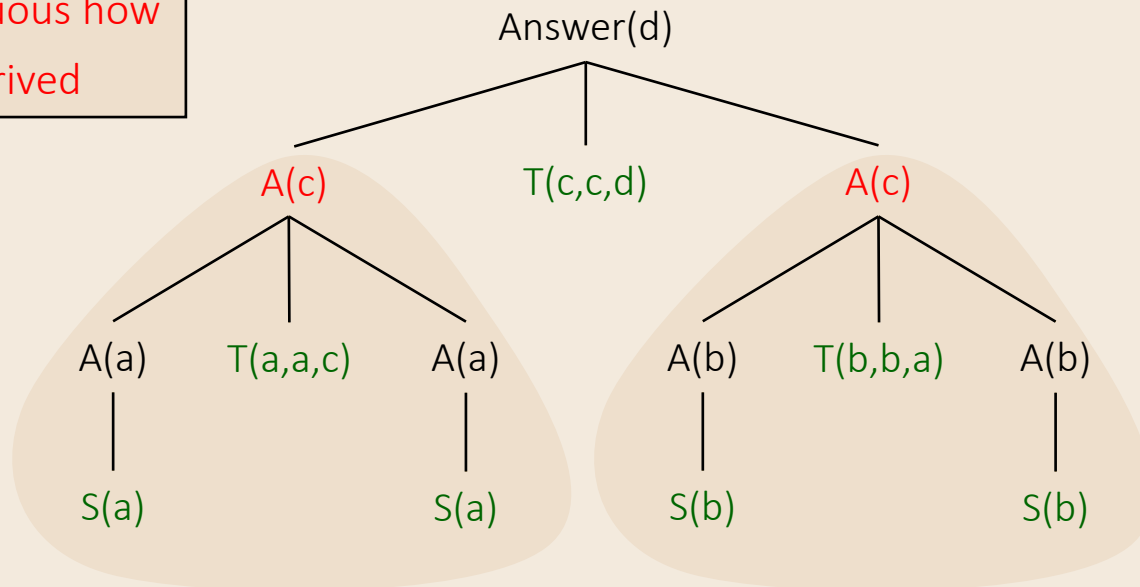 ious how
rived
Answer(d)
A(c) T(c,c,d) A(c)
A(a) T(a,a,c) A(a) A(b) T(b,b,a) A(b)
S(a) S(a) S(b) S(b)